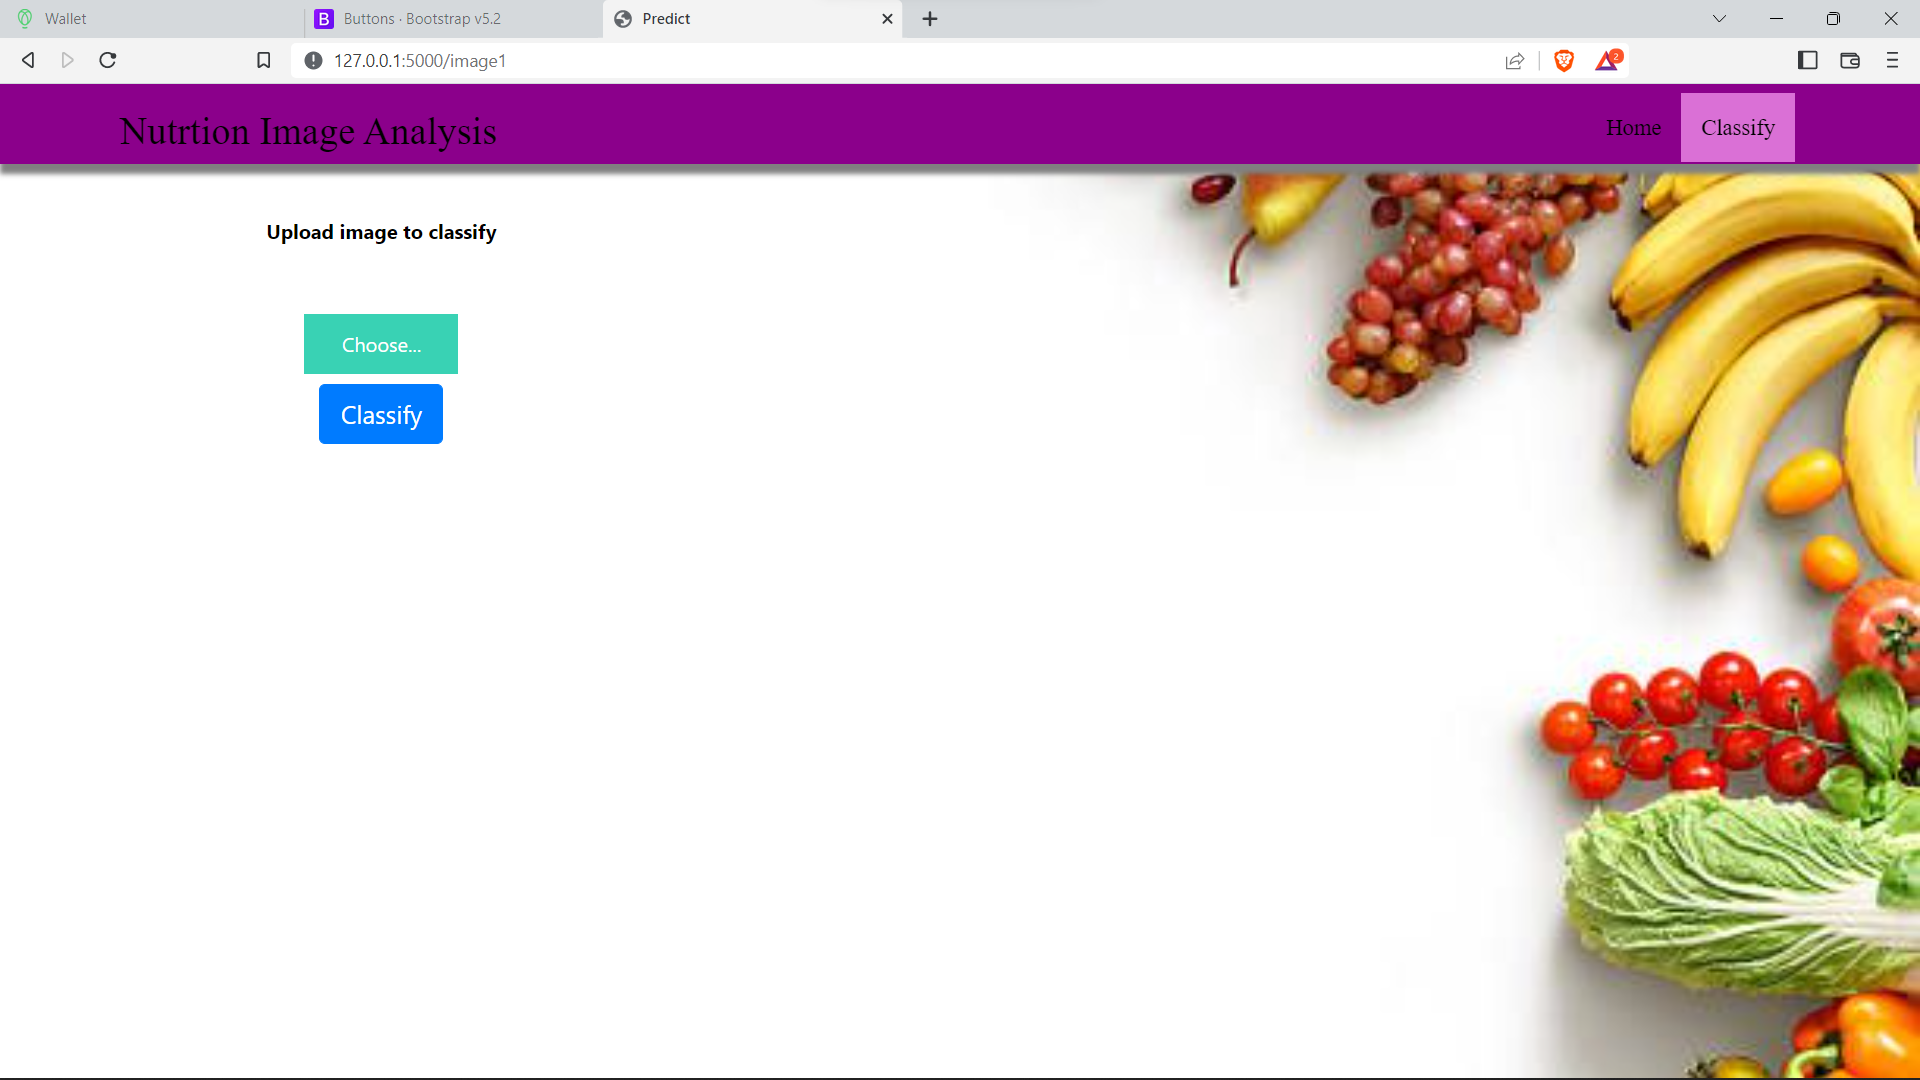 Wallet
B Buttons · Bootstrap v5.2
Predict
127.0.0.1:5000/image1
2
Nutrtion Image Analysis
Home
Classify
Upload image to classify
Choose...
Classify